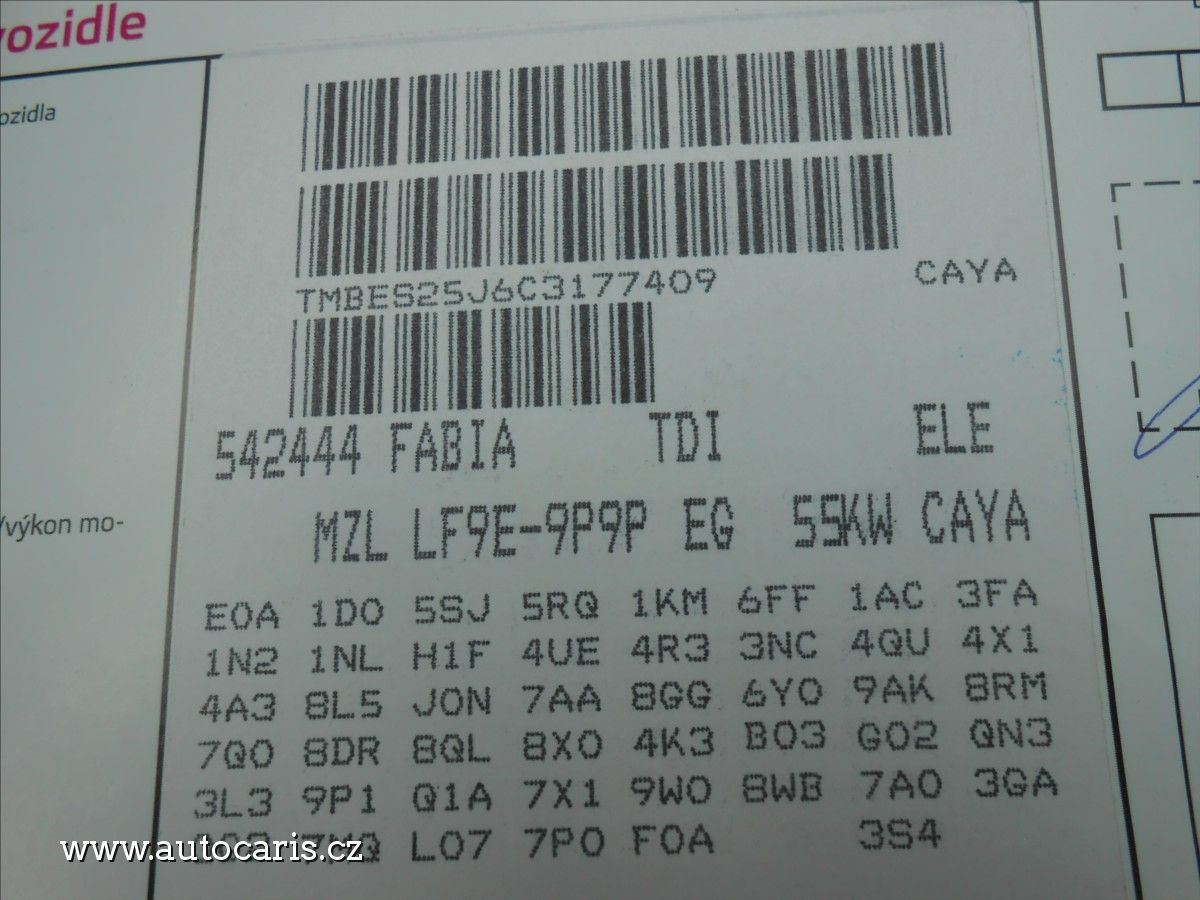 vozidle
ozidla
TMBES25J6C3177409 CAYA
542444 FABIA TDI ELE
MZL LF9E-9P9P EG 55KW CAYA
/výkon mo-
E0A 1D0 5SJ 5RQ 1KM 6FF 1AC 3FA
1N2 1NL H1F 4UE 4R3 3NC 4QU 4X1
4A3 8L5 J0N 7AA 8GG 6Y0 9AK 8RM
7Q0 8DR 8QL 8X0 4K3 B03 G02 QN3
3L3 9P1 Q1A 7X1 9W0 8WB 7A0 3GA
7MQ L07 7P0 F0A 3S4
www.autocaris.cz